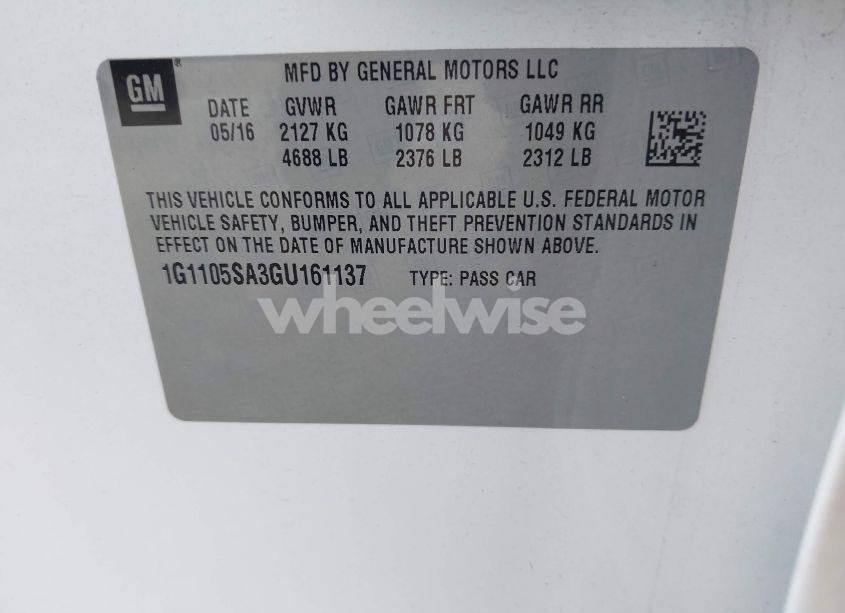 GM
MFD BY GENERAL MOTORS LLC
DATE GVWR GAWR FRT GAWR RR
05/16 2127 KG 1078 KG 1049 KG
4688 LB 2376 LB 2312 LB
THIS VEHICLE CONFORMS TO ALL APPLICABLE U.S. FEDERAL MOTOR
VEHICLE SAFETY, BUMPER, AND THEFT PREVENTION STANDARDS IN
EFFECT ON THE DATE OF MANUFACTURE SHOWN ABOVE.
1G1105SA3GU161137 TYPE: PASS CAR
wheelwise